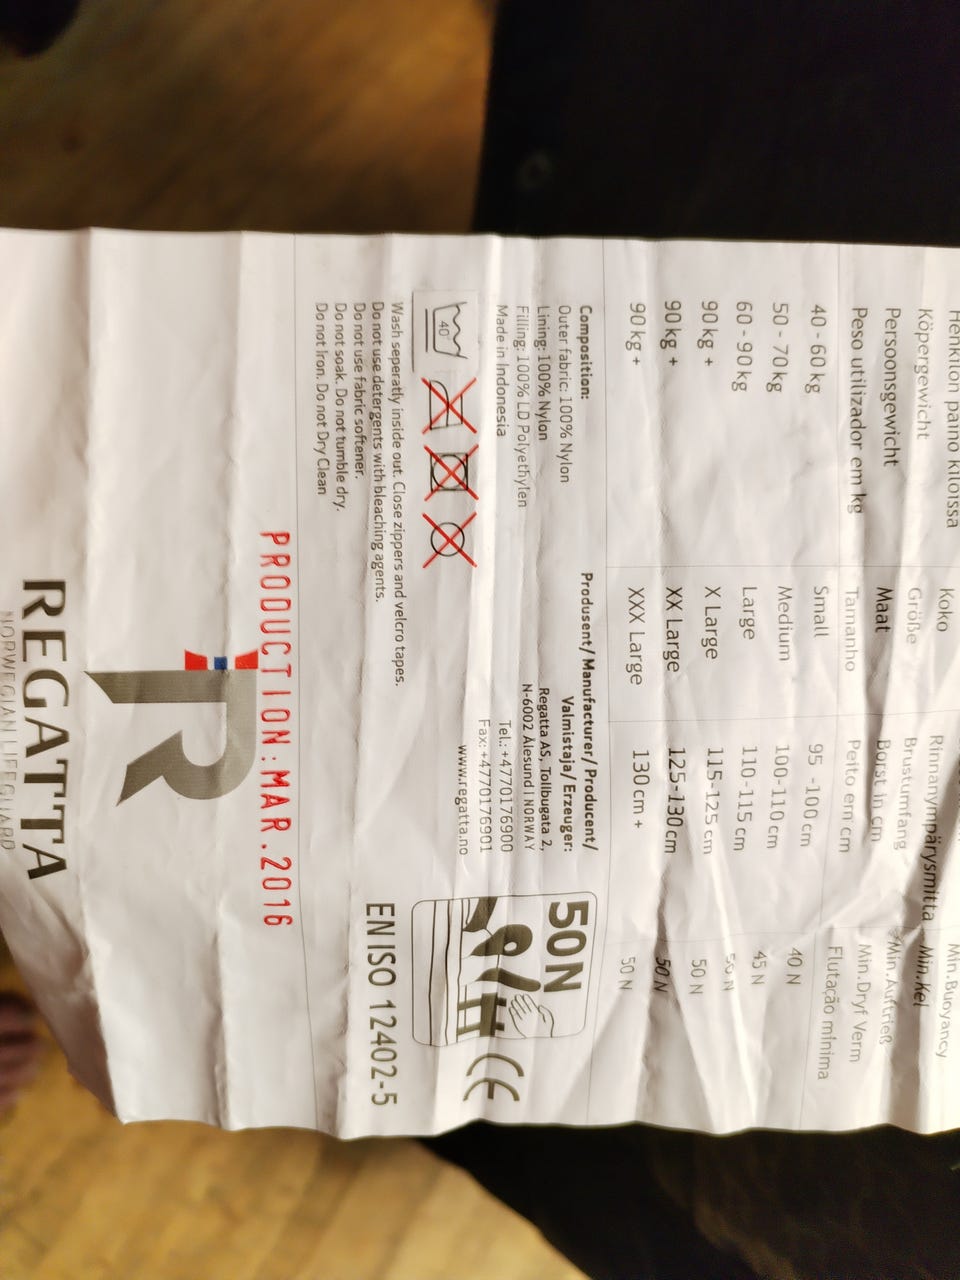 Henkilön paino kiloissa Koko Rinnanympärysmitta Min.Buoyancy
Köpergewicht Größe Brustumfang Min.Kel
Persoonsgewicht Maat Borst in cm Min.Auftrieß
Peso utilizador em kg Tamanho Peito em cm Min.Dryf Verm
Flutação mínima
40 - 60 kg Small 95 -100 cm 40 N
50 - 70 kg Medium 100-110 cm 45 N
60 - 90 kg Large 110-115 cm 50 N
90 kg + X Large 115-125 cm 50 N
90 kg + XX Large 125-130 cm 50 N
90 kg + XXX Large 130 cm + 50 N
Composition:
Outer fabric: 100% Nylon
Lining: 100% Nylon
Filling: 100% LD Polyethylen
Made in Indonesia
Produsent/ Manufacturer/ Producent/
Valmistaja/ Erzeuger:
Regatta AS, Tollbugata 2,
N-6002 Ålesund | NORWAY
Tel.: +4770176900
Fax: +4770176901
www.regatta.no
50N
CE
EN ISO 12402-5
40
Wash seperatly inside out. Close zippers and velcro tapes.
Do not use detergents with bleaching agents.
Do not use fabric softener.
Do not soak. Do not tumble dry.
Do not Iron. Do not Dry Clean
PRODUCTION:MAR.2016
R
REGATTA
NORWEGIAN LIFEGUARD